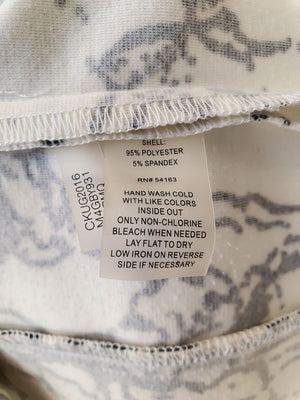 SHELL:
95% POLYESTER
5% SPANDEX
RN# 54163
HAND WASH COLD
WITH LIKE COLORS
INSIDE OUT
ONLY NON-CHLORINE
BLEACH WHEN NEEDED
LAY FLAT TO DRY
LOW IRON ON REVERSE
SIDE IF NECESSARY
CKUG2016
M4GB7931